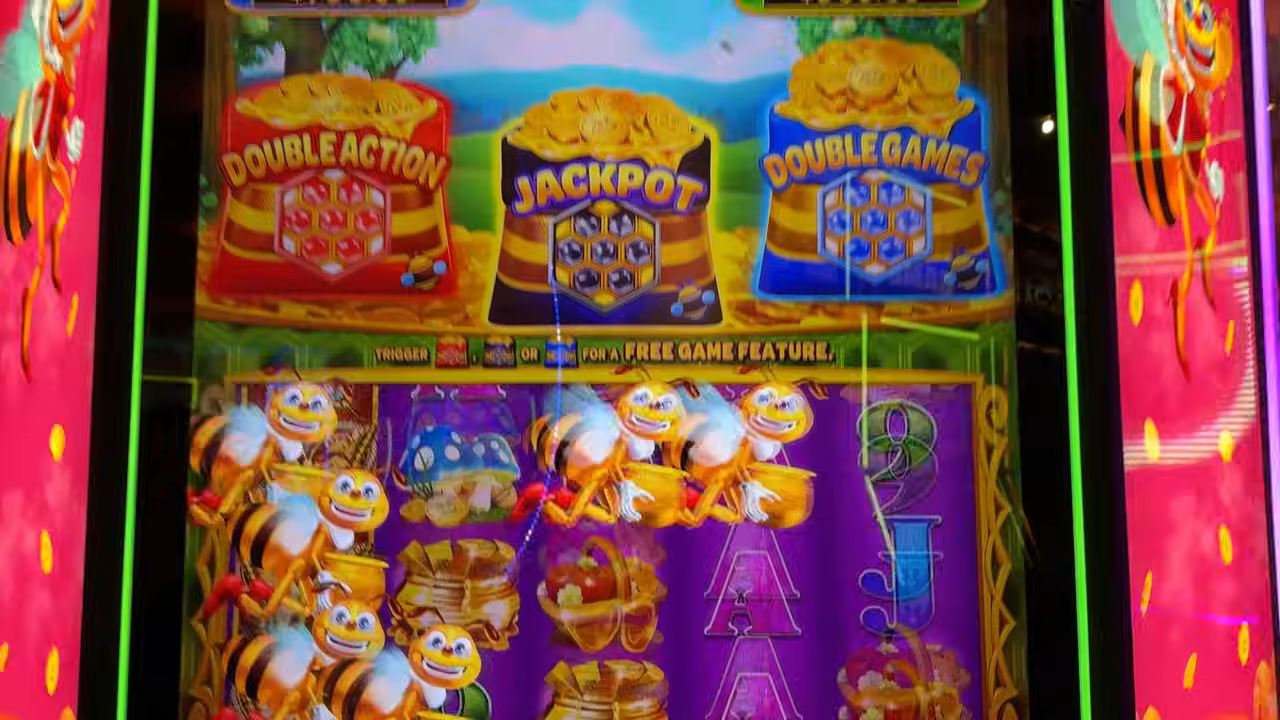 DOUBLE ACTION
JACKPOT
DOUBLE GAMES
TRIGGER , OR FOR A FREE GAME FEATURE.
9
J
A
A